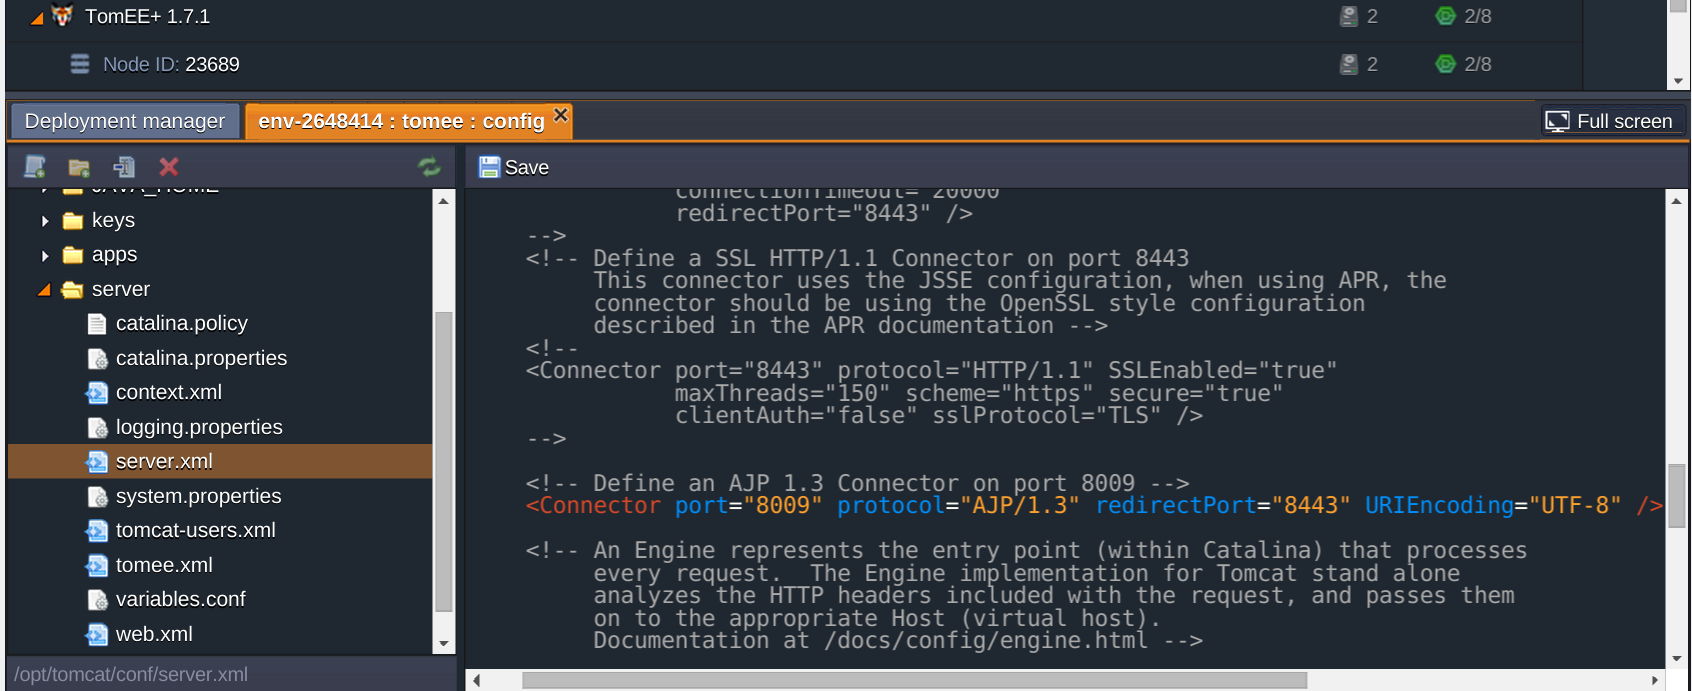 TomEE+ 1.7.1 2 2/8
Node ID: 23689 2 2/8
Deployment manager env-2648414 : tomee : config Full screen
Save
JAVA_HOME
keys
apps
server
catalina.policy
catalina.properties
context.xml
logging.properties
server.xml
system.properties
tomcat-users.xml
tomee.xml
variables.conf
web.xml
/opt/tomcat/conf/server.xml
connectionTimeout="20000"
redirectPort="8443" />
-->
<!-- Define a SSL HTTP/1.1 Connector on port 8443
This connector uses the JSSE configuration, when using APR, the
connector should be using the OpenSSL style configuration
described in the APR documentation -->
<!--
<Connector port="8443" protocol="HTTP/1.1" SSLEnabled="true"
maxThreads="150" scheme="https" secure="true"
clientAuth="false" sslProtocol="TLS" />
-->
<!-- Define an AJP 1.3 Connector on port 8009 -->
<Connector port="8009" protocol="AJP/1.3" redirectPort="8443" URIEncoding="UTF-8" />
<!-- An Engine represents the entry point (within Catalina) that processes
every request.  The Engine implementation for Tomcat stand alone
analyzes the HTTP headers included with the request, and passes them
on to the appropriate Host (virtual host).
Documentation at /docs/config/engine.html -->